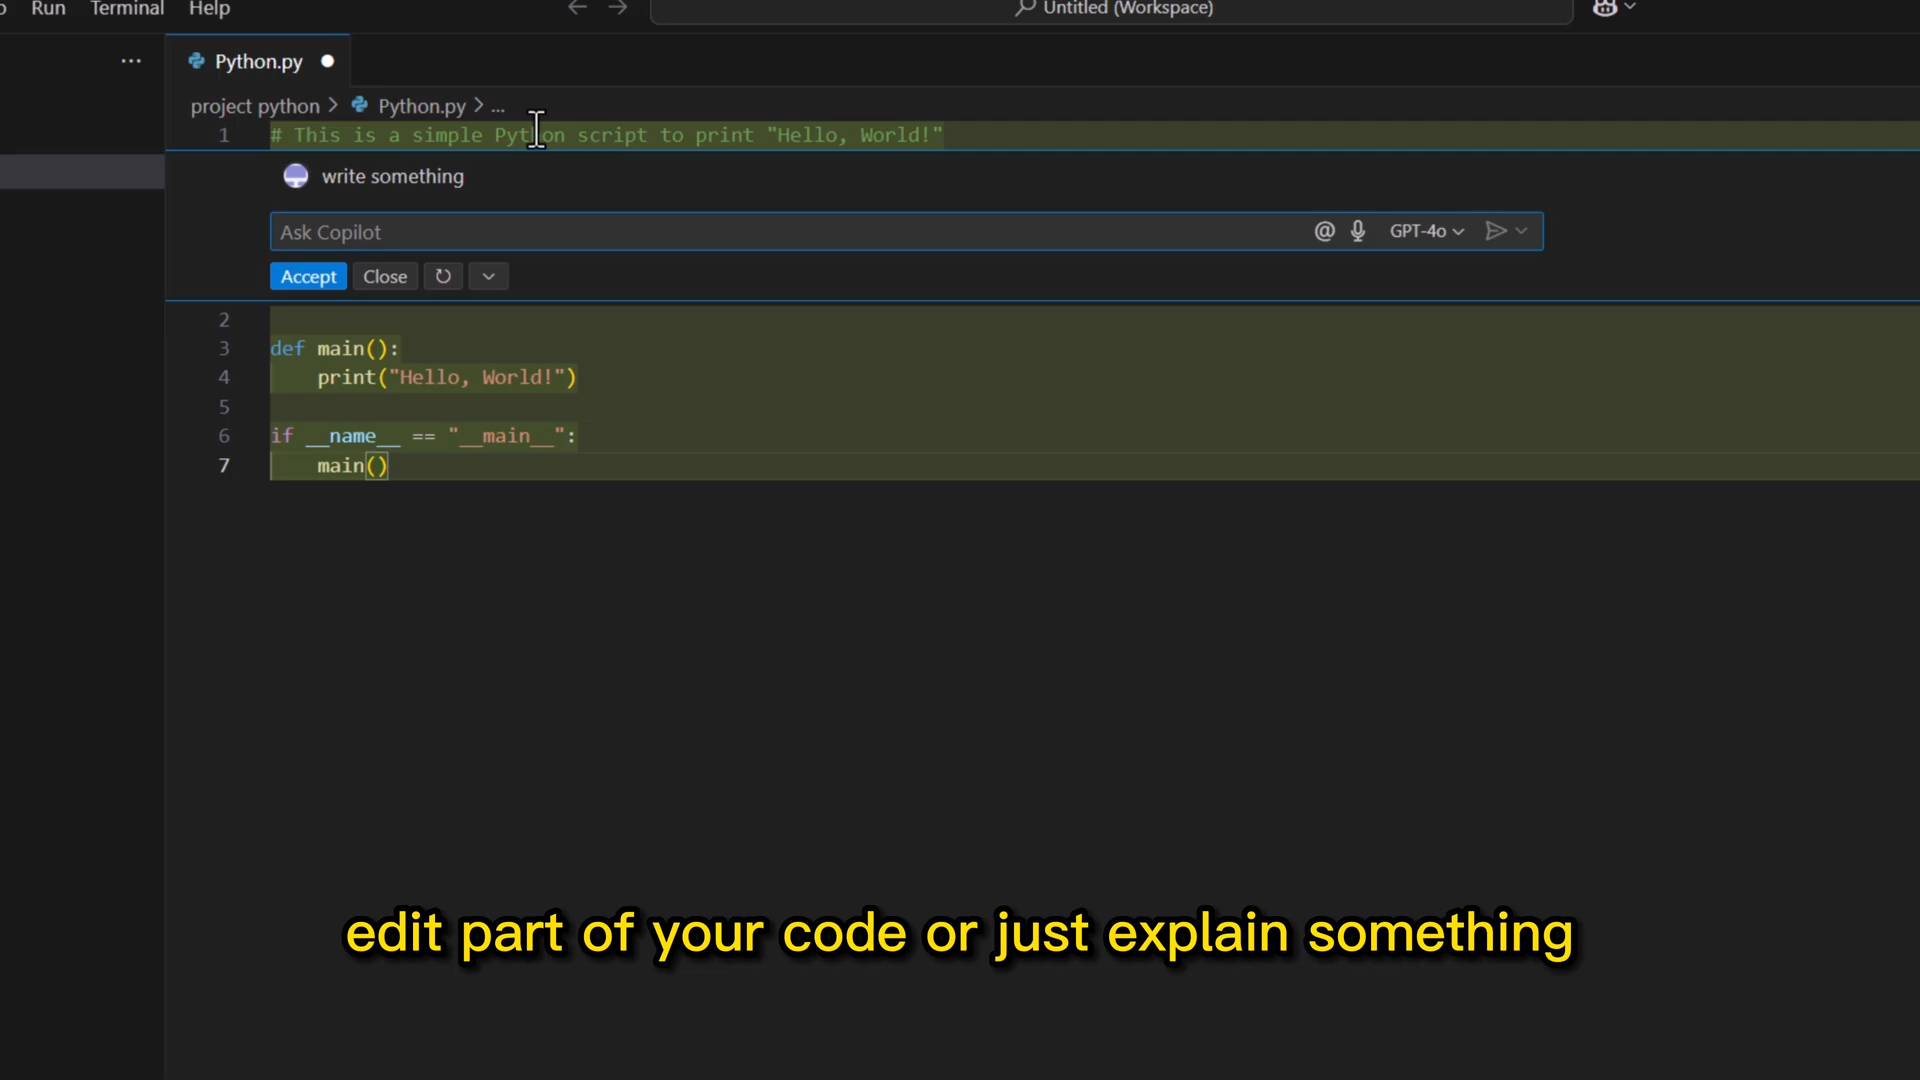 Run Terminal Help
Untitled (Workspace)
...
Python.py
project python > Python.py > ...
1 # This is a simple Python script to print "Hello, World!"
write something
Ask Copilot
@ GPT-4o
Accept Close
2
3 def main():
4 print("Hello, World!")
5
6 if __name__ == "__main__":
7 main()
edit part of your code or just explain something